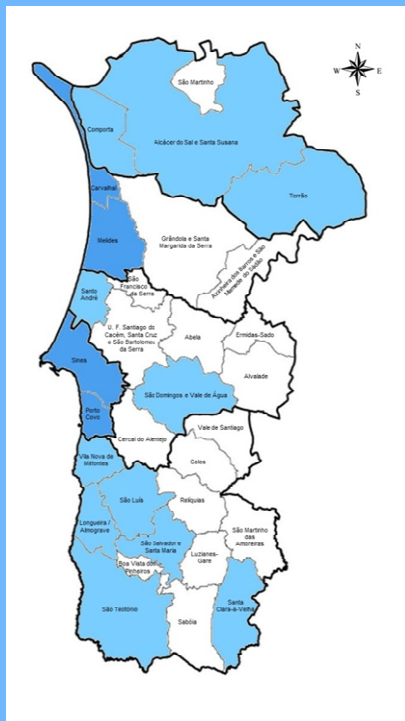 N
W
E
S
São Martinho
Comporta
Alcácer do Sal e Santa Susana
Torrão
Carvalhal
Melides
Grândola e Santa
Margarida da Serra
Azinheira dos Barros e São
Mamede do Sádão
São
Francisco
da Serra
Santo
André
U. F. Santiago do
Cacém, Santa Cruz
e São Bartolomeu
da Serra
Abela
Ermidas-Sado
Sines
Alvalade
São Domingos e Vale de Água
Porto
Covo
Vale de Santiago
Cercal do Alentejo
Vila Nova de
Milfontes
Colos
São Luís
Relíquias
Longueira /
Almograve
São Martinho
das
Amoreiras
São Salvador e
Santa Maria
Luzianes-
Gare
Boa Vista dos
Pinheiros
São Teotónio
Santa
Clara-a-Velha
Sabóia